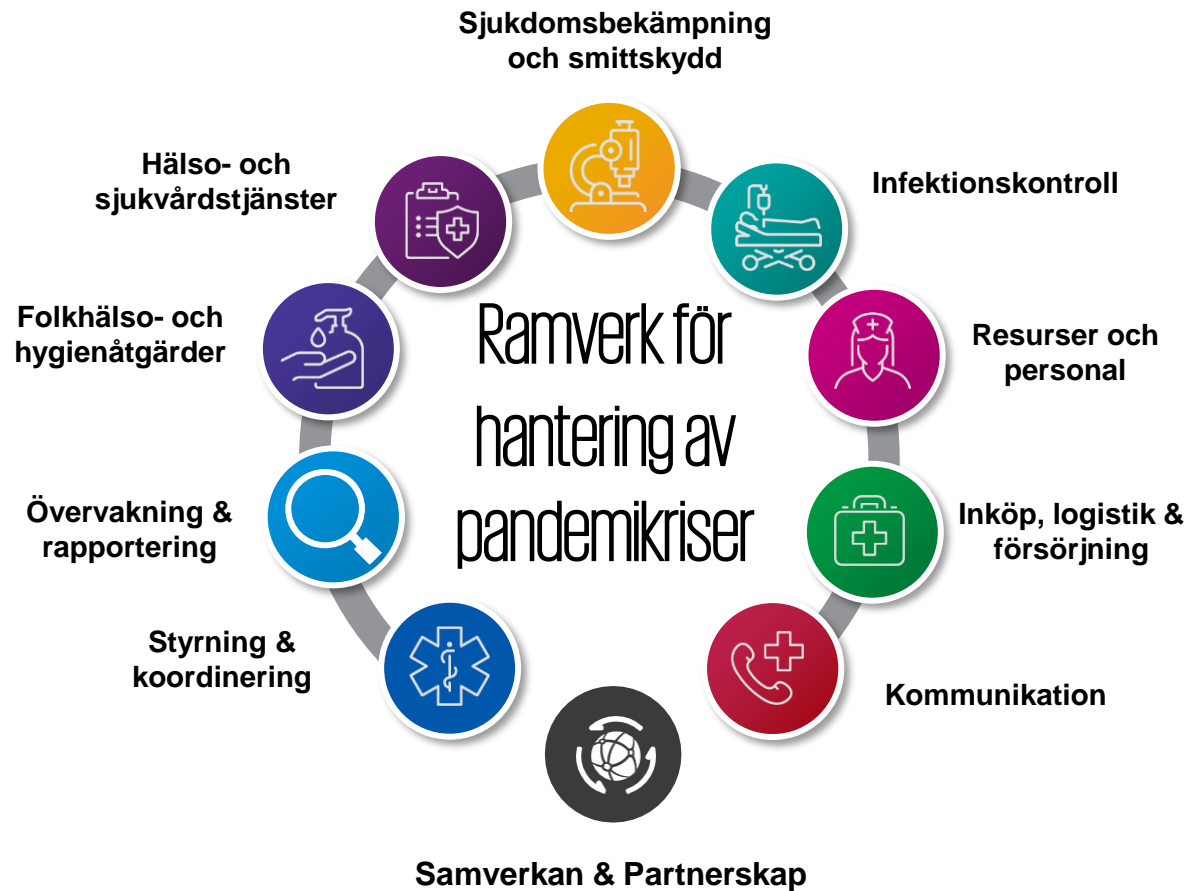 Sjukdomsbekämpning
och smittskydd
Hälso- och
sjukvårdstjänster
Infektionskontroll
Folkhälso- och
hygienåtgärder
Ramverk för
hantering av
pandemikriser
Resurser och
personal
Övervakning &
rapportering
Inköp, logistik &
försörjning
Styrning &
koordinering
Kommunikation
Samverkan & Partnerskap